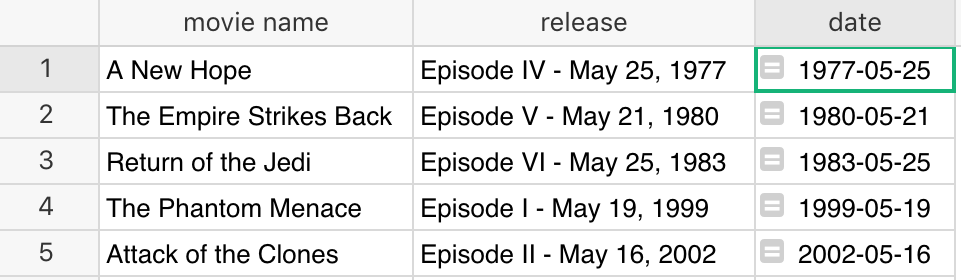 movie name release date
1 A New Hope Episode IV - May 25, 1977 = 1977-05-25
2 The Empire Strikes Back Episode V - May 21, 1980 = 1980-05-21
3 Return of the Jedi Episode VI - May 25, 1983 = 1983-05-25
4 The Phantom Menace Episode I - May 19, 1999 = 1999-05-19
5 Attack of the Clones Episode II - May 16, 2002 = 2002-05-16